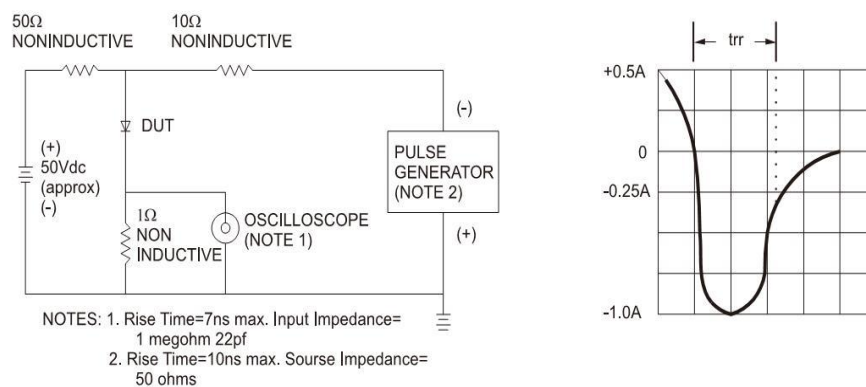 50Ω
NONINDUCTIVE
10Ω
NONINDUCTIVE
DUT
(+)
50Vdc
(approx)
(-)
1Ω
NON
INDUCTIVE
OSCILLOSCOPE
(NOTE 1)
(-)
PULSE
GENERATOR
(NOTE 2)
(+)
NOTES: 1. Rise Time=7ns max. Input Impedance=
1 megohm 22pf
2. Rise Time=10ns max. Sourse Impedance=
50 ohms
trr
+0.5A
0
-0.25A
-1.0A